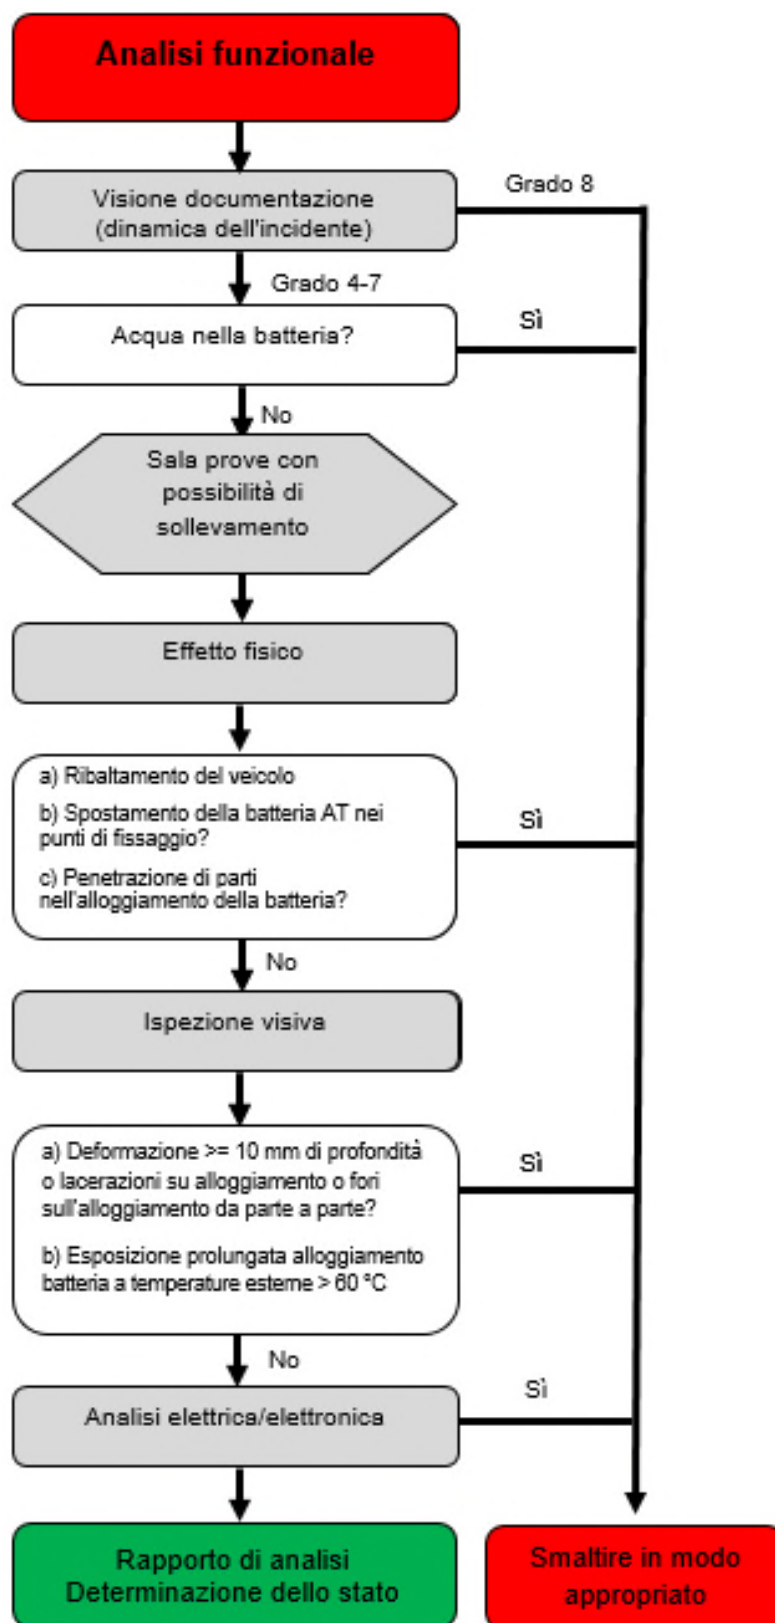 Analisi funzionale
Visione documentazione
(dinamica dell'incidente)
Grado 8
Grado 4-7
Acqua nella batteria?
Sì
No
Sala prove con
possibilità di
sollevamento
Effetto fisico
a) Ribaltamento del veicolo
b) Spostamento della batteria AT nei
punti di fissaggio?
c) Penetrazione di parti
nell'alloggiamento della batteria?
Sì
No
Ispezione visiva
a) Deformazione >= 10 mm di profondità
o lacerazioni su alloggiamento o fori
sull'alloggiamento da parte a parte?
b) Esposizione prolungata alloggiamento
batteria a temperature esterne > 60 °C
Sì
No
Analisi elettrica/elettronica
Sì
Rapporto di analisi
Determinazione dello stato
Smaltire in modo
appropriato